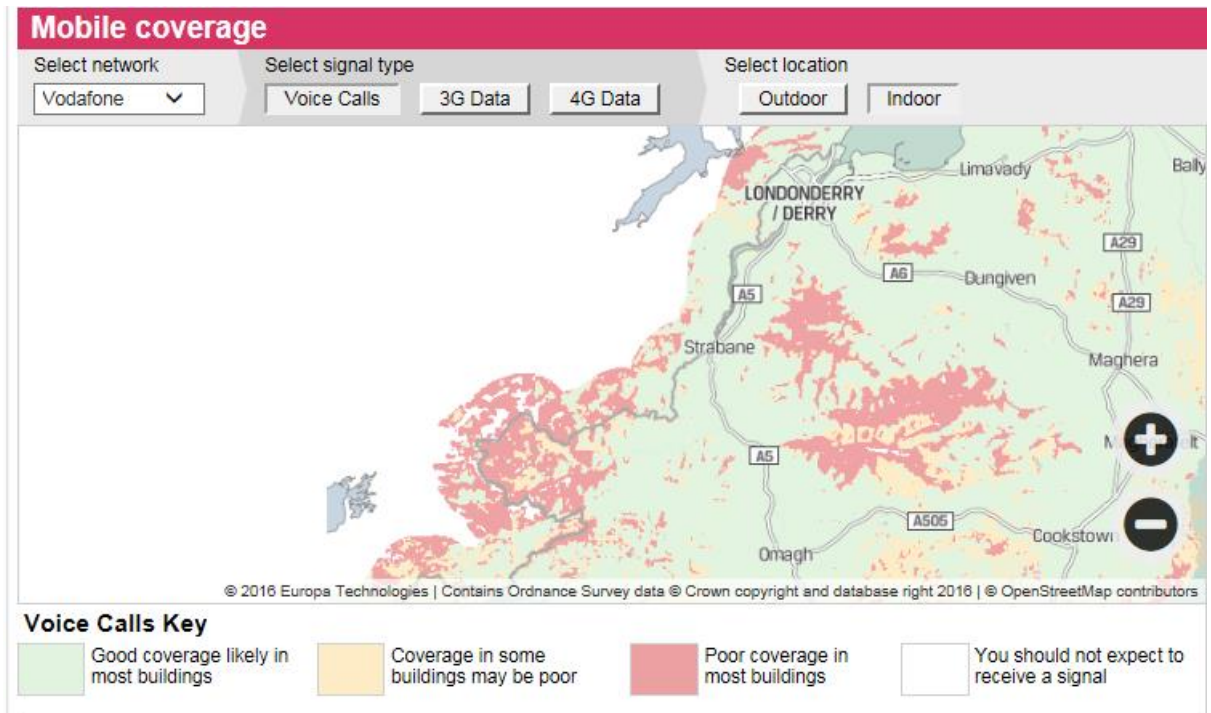 Mobile coverage
Select network
Select signal type
Select location
Vodafone
Voice Calls
3G Data
4G Data
Outdoor
Indoor
Limavady
Bally
LONDONDERRY
/ DERRY
A29
A6
Dungiven
A5
A29
Strabane
Maghera
A5
A505
Cookstown
Omagh
© 2016 Europa Technologies | Contains Ordnance Survey data © Crown copyright and database right 2016 | © OpenStreetMap contributors
Voice Calls Key
Good coverage likely in
most buildings
Coverage in some
buildings may be poor
Poor coverage in
most buildings
You should not expect to
receive a signal